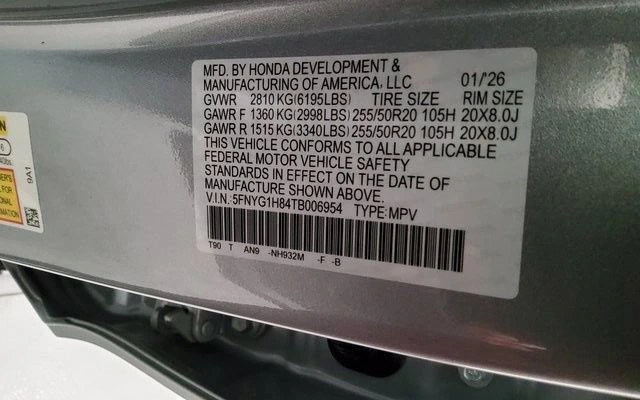 MFD. BY HONDA DEVELOPMENT &
MANUFACTURING OF AMERICA, LLC 01/'26
GVWR 2810 KG(6195LBS) TIRE SIZE RIM SIZE
GAWR F 1360 KG(2998LBS) 255/50R20 105H 20X8.0J
GAWR R 1515 KG(3340LBS) 255/50R20 105H 20X8.0J
THIS VEHICLE CONFORMS TO ALL APPLICABLE
FEDERAL MOTOR VEHICLE SAFETY
STANDARDS IN EFFECT ON THE DATE OF
MANUFACTURE SHOWN ABOVE.
V.I.N. 5FNYG1H84TB006954 TYPE:MPV
T90 T AN9 -NH932M -F -B
9A1